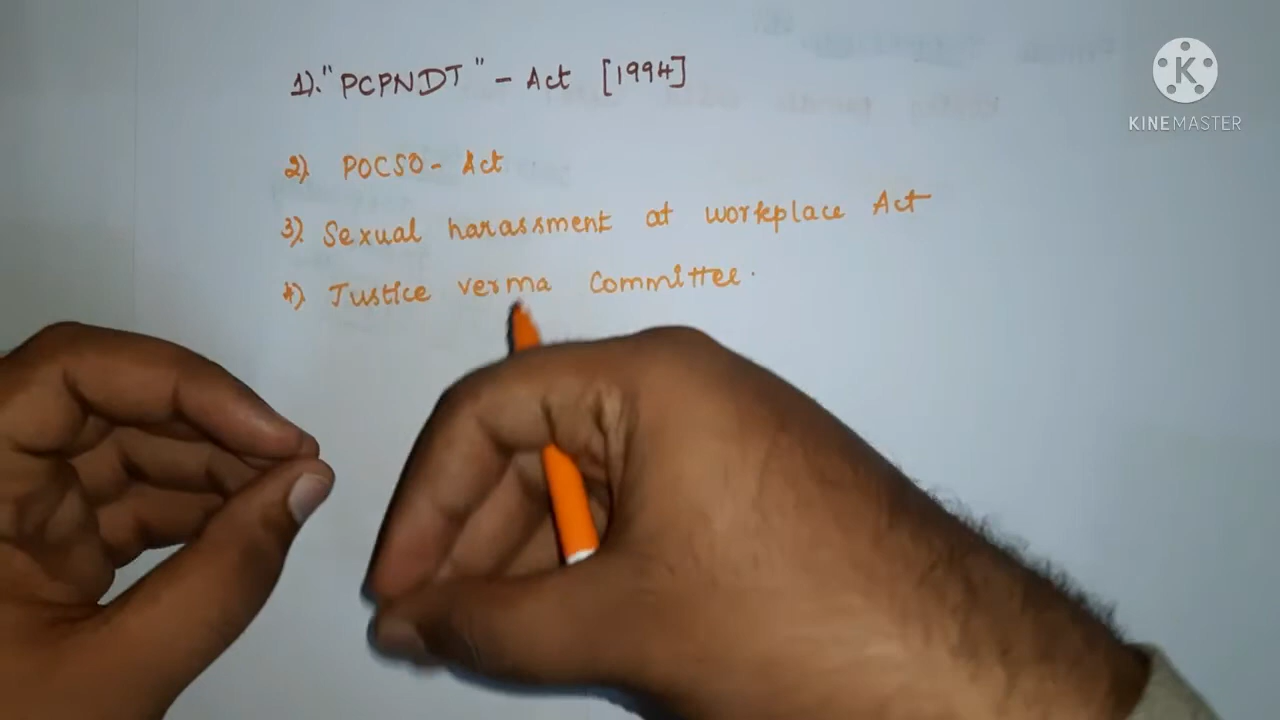 1). "PCPNDT" - Act [1994]
2) POCSO - Act
3). Sexual harassment at workplace Act
4) Justice verma Committee.
KINEMASTER